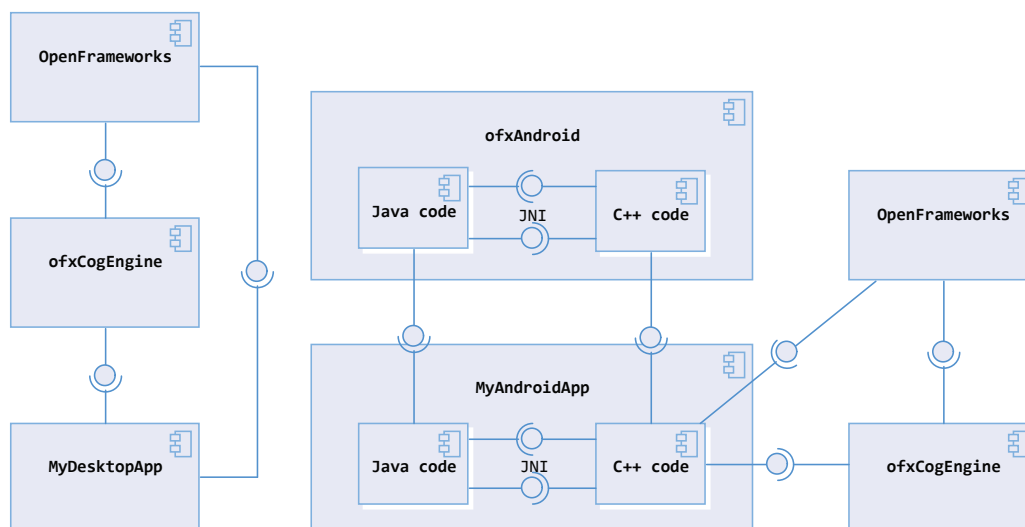 OpenFrameworks
ofxCogEngine
MyDesktopApp
ofxAndroid
Java code
JNI
C++ code
MyAndroidApp
Java code
JNI
C++ code
OpenFrameworks
ofxCogEngine